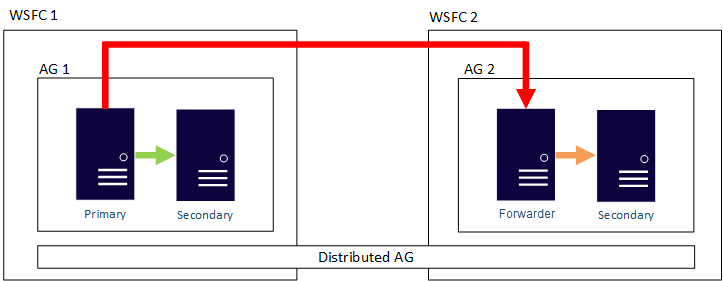 WSFC 1
WSFC 2
AG 1
AG 2
Primary
Secondary
Forwarder
Secondary
Distributed AG